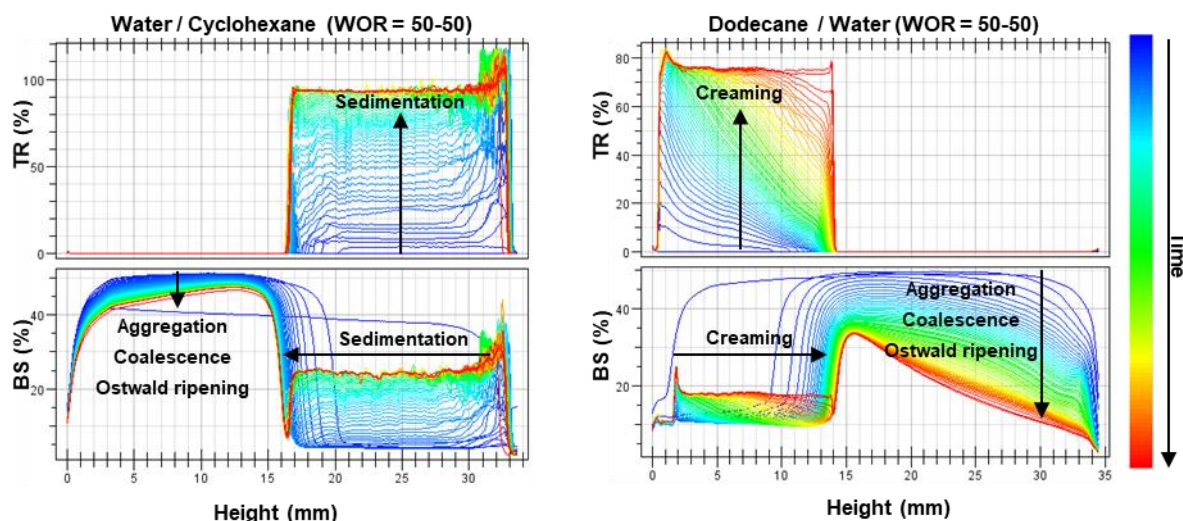 Water / Cyclohexane (WOR = 50-50)
TR (%)
100
50
0
Sedimentation
BS (%)
40
20
Aggregation
Coalescence
Ostwald ripening
Sedimentation
0 5 10 15 20 25 30
Height (mm)
Dodecane / Water (WOR = 50-50)
TR (%)
80
60
40
20
0
Creaming
BS (%)
40
20
Creaming
Aggregation
Coalescence
Ostwald ripening
0 5 10 15 20 25 30 35
Height (mm)
Time